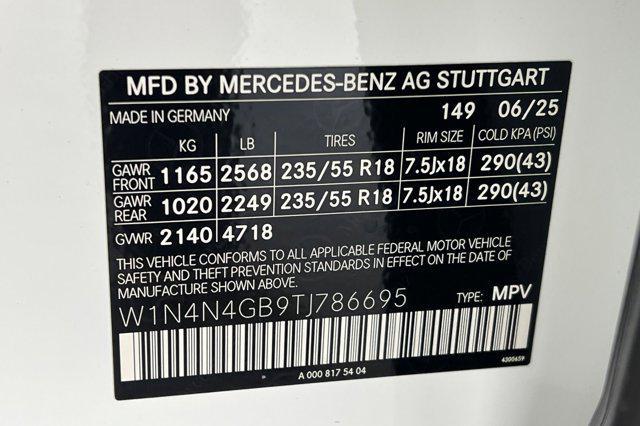 MFD BY MERCEDES-BENZ AG STUTTGART
MADE IN GERMANY 149 06/25
KG LB TIRES RIM SIZE COLD KPA(PSI)
GAWR FRONT 1165 2568 235/55 R18 7.5Jx18 290(43)
GAWR REAR 1020 2249 235/55 R18 7.5Jx18 290(43)
GVWR 2140 4718
THIS VEHICLE CONFORMS TO ALL APPLICABLE FEDERAL MOTOR VEHICLE
SAFETY AND THEFT PREVENTION STANDARDS IN EFFECT ON THE DATE OF
MANUFACTURE SHOWN ABOVE.
W1N4N4GB9TJ786695 TYPE: MPV
A 000 817 54 04 4300659